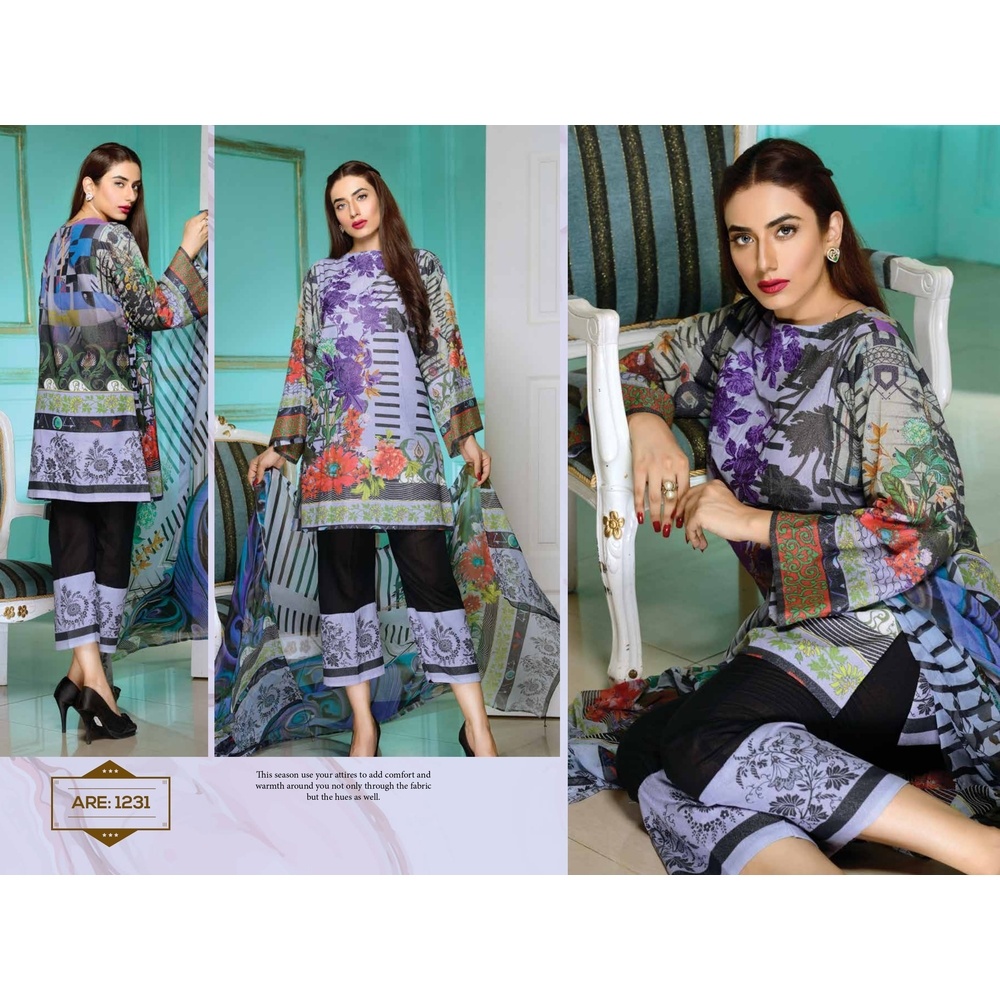 ARE: 1231
This season use your attires to add comfort and
warmth around you not only through the fabric
but the hues as well.